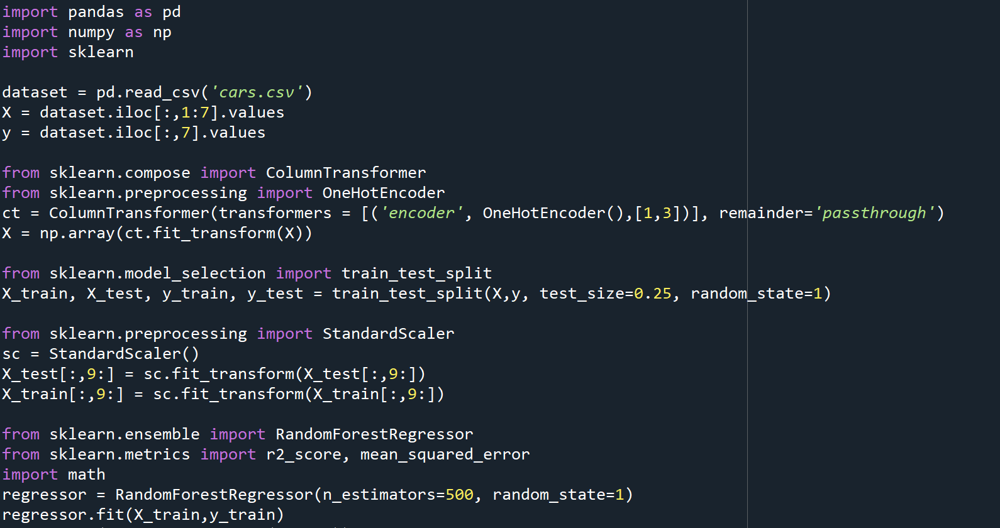 import pandas as pd
import numpy as np
import sklearn
dataset = pd.read_csv('cars.csv')
X = dataset.iloc[:,1:7].values
y = dataset.iloc[:,7].values
from sklearn.compose import ColumnTransformer
from sklearn.preprocessing import OneHotEncoder
ct = ColumnTransformer(transformers = [('encoder', OneHotEncoder(),[1,3])], remainder='passthrough')
X = np.array(ct.fit_transform(X))
from sklearn.model_selection import train_test_split
X_train, X_test, y_train, y_test = train_test_split(X,y, test_size=0.25, random_state=1)
from sklearn.preprocessing import StandardScaler
sc = StandardScaler()
X_test[:,9:] = sc.fit_transform(X_test[:,9:])
X_train[:,9:] = sc.fit_transform(X_train[:,9:])
from sklearn.ensemble import RandomForestRegressor
from sklearn.metrics import r2_score, mean_squared_error
import math
regressor = RandomForestRegressor(n_estimators=500, random_state=1)
regressor.fit(X_train,y_train)